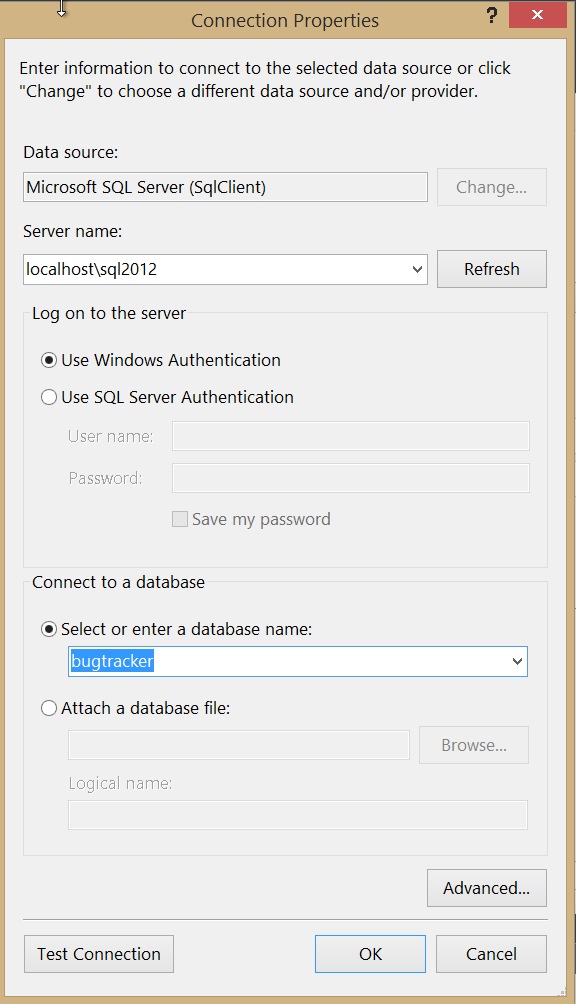 Connection Properties
?
Enter information to connect to the selected data source or click
"Change" to choose a different data source and/or provider.
Data source:
Microsoft SQL Server (SqlClient)
Change...
Server name:
localhost\sql2012
Refresh
Log on to the server
Use Windows Authentication
Use SQL Server Authentication
User name:
Password:
Save my password
Connect to a database
Select or enter a database name:
bugtracker
Attach a database file:
Browse...
Logical name:
Advanced...
Test Connection
OK
Cancel